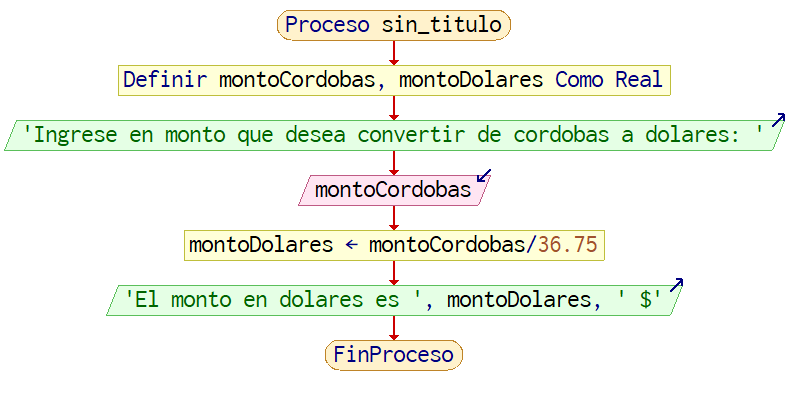 Proceso sin_titulo
Definir montoCordobas, montoDolares Como Real
'Ingrese en monto que desea convertir de cordobas a dolares: '
montoCordobas
montoDolares ← montoCordobas/36.75
'El monto en dolares es ', montoDolares, ' $'
FinProceso